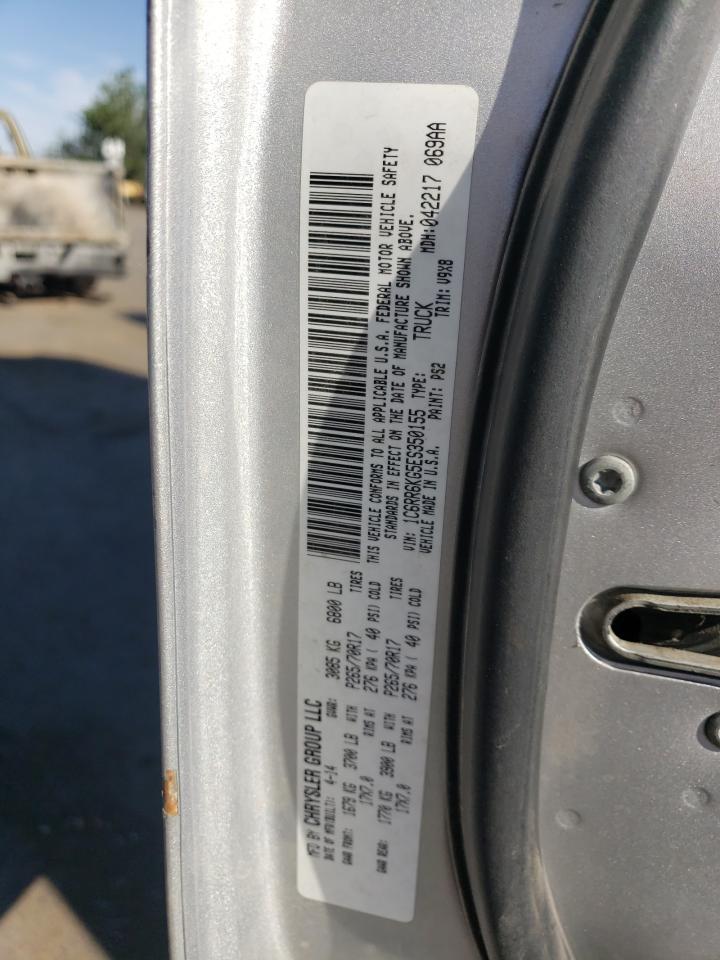 MFD BY CHRYSLER GROUP LLC
DATE OF MFR(BUILT): 4-14 GVWR: 3085 KG 6800 LB
GAWR FRONT: 1679 KG 3700 LB WITH P265/70R17 TIRES
17X7.0 RIMS AT 276 KPA ( 40 PSI) COLD
GAWR REAR: 1770 KG 3900 LB WITH P265/70R17 TIRES
17X7.0 RIMS AT 276 KPA ( 40 PSI) COLD
THIS VEHICLE CONFORMS TO ALL APPLICABLE U.S.A. FEDERAL MOTOR VEHICLE SAFETY
STANDARDS IN EFFECT ON THE DATE OF MANUFACTURE SHOWN ABOVE.
VIN: 1C6RR6KG5ES350155 TYPE: TRUCK MDH:042217 069AA
VEHICLE MADE IN U.S.A. PAINT: PS2 TRIM: V9X8